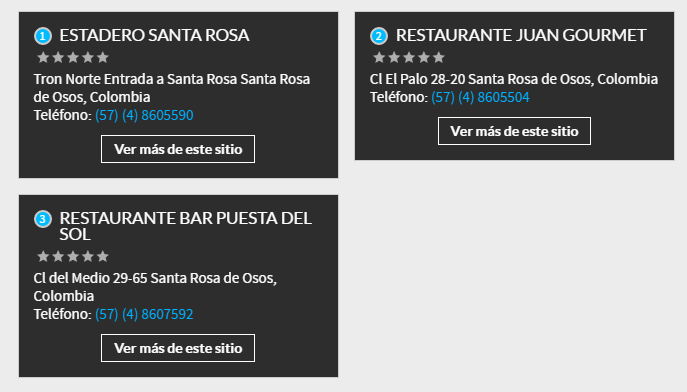 1 ESTADERO SANTA ROSA
Tron Norte Entrada a Santa Rosa Santa Rosa
de Osos, Colombia
Teléfono: (57) (4) 8605590
Ver más de este sitio
2 RESTAURANTE JUAN GOURMET
Cl El Palo 28-20 Santa Rosa de Osos, Colombia
Teléfono: (57) (4) 8605504
Ver más de este sitio
3 RESTAURANTE BAR PUESTA DEL
SOL
Cl del Medio 29-65 Santa Rosa de Osos,
Colombia
Teléfono: (57) (4) 8607592
Ver más de este sitio